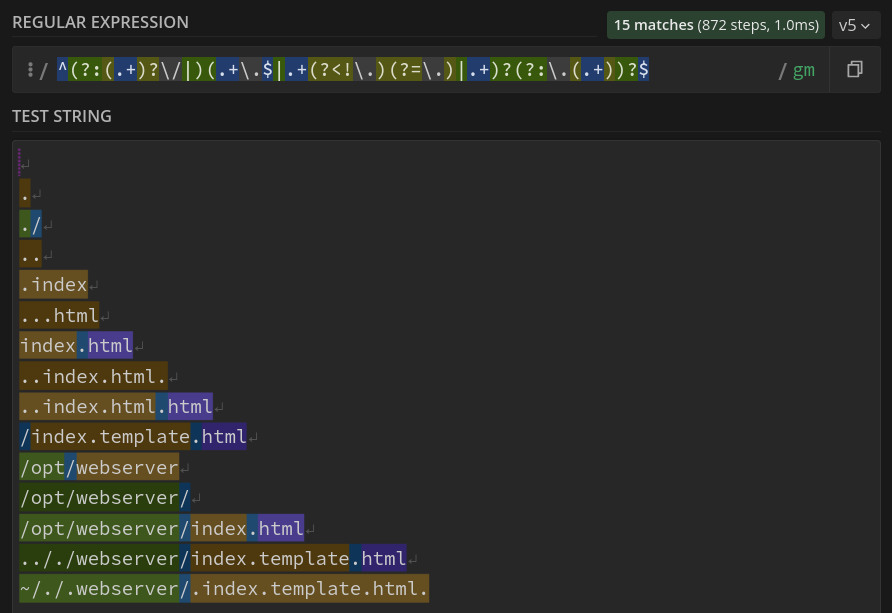 REGULAR EXPRESSION
15 matches (872 steps, 1.0ms)
v5
/ ^(?:(.+)?\/|)(.+\.$|.+(?<!\.)(?=\.)|.+)?(?:\.(.+))?$ / gm
TEST STRING
.
./
..
.index
...html
index.html
..index.html.
..index.html.html
/index.template.html
/opt/webserver
/opt/webserver/
/opt/webserver/index.html
.././webserver/index.template.html
~/./.webserver/.index.template.html.